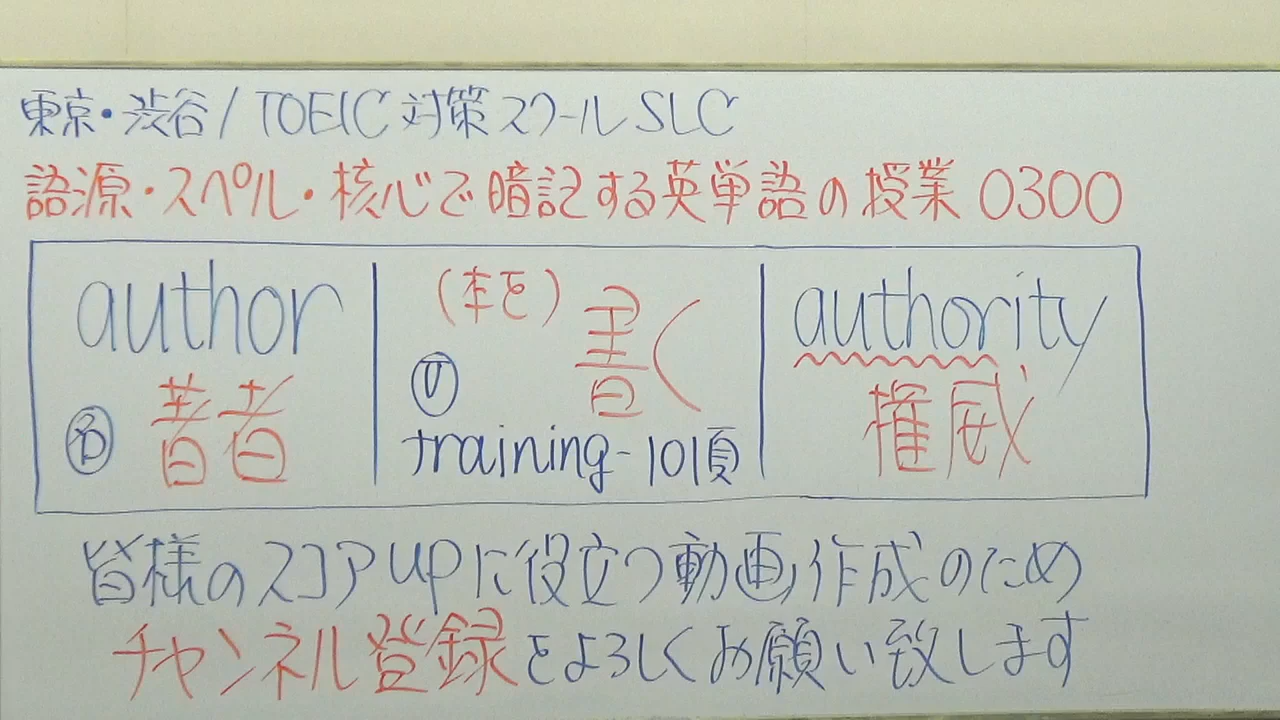 東京・渋谷/TOEIC対策スクールSLC
語源・スペル・核心で暗記する英単語の授業0300
author
名 著者
(本を)書く
v
training-101頁
authority
権威
皆様のスコアUPに役立つ動画作成のため
チャンネル登録をよろしくお願い致します